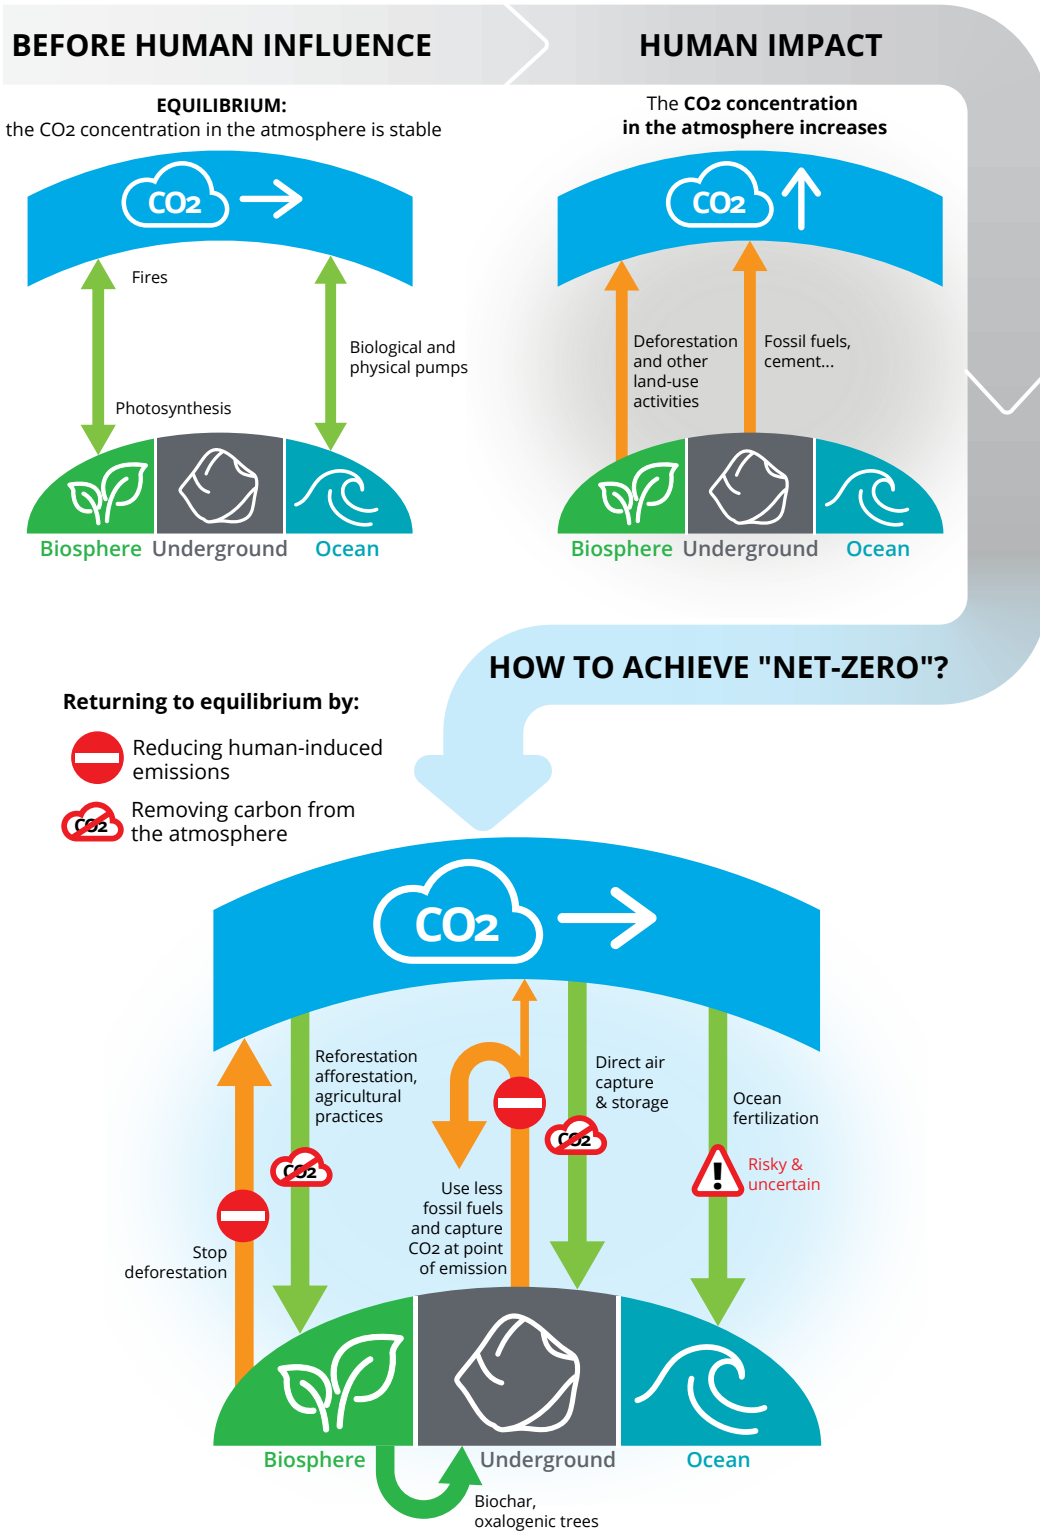 BEFORE HUMAN INFLUENCE
EQUILIBRIUM:
the CO2 concentration in the atmosphere is stable
CO2
Fires
Biological and
physical pumps
Photosynthesis
Biosphere
Underground
Ocean
HUMAN IMPACT
The CO2 concentration
in the atmosphere increases
CO2
Deforestation
and other
land-use
activities
Fossil fuels,
cement...
Biosphere
Underground
Ocean
HOW TO ACHIEVE "NET-ZERO"?
Returning to equilibrium by:
Reducing human-induced
emissions
CO2
Removing carbon from
the atmosphere
CO2
Reforestation
afforestation,
agricultural
practices
CO2
Stop
deforestation
Use less
fossil fuels
and capture
CO2 at point
of emission
Direct air
capture
& storage
CO2
Ocean
fertilization
!
Risky &
uncertain
Biosphere
Underground
Ocean
Biochar,
oxalogenic trees